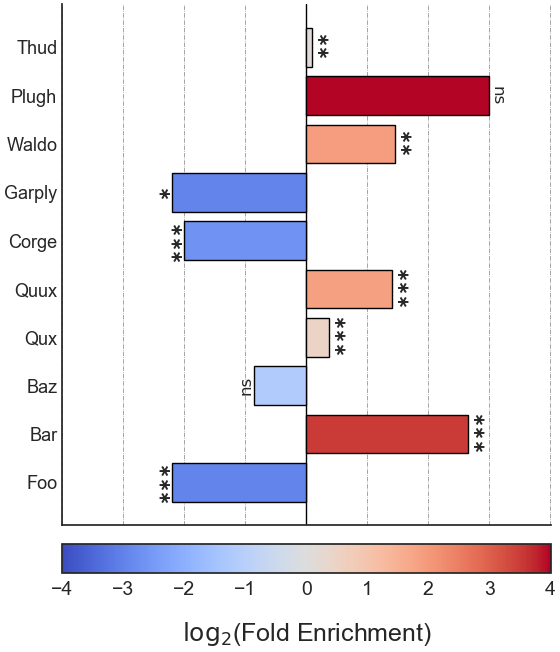 Thud **
Plugh ns
Waldo **
Garply *
Corge ***
Quux ***
Qux ***
Baz ns
Bar ***
Foo ***
−4 −3 −2 −1 0 1 2 3 4
log₂(Fold Enrichment)